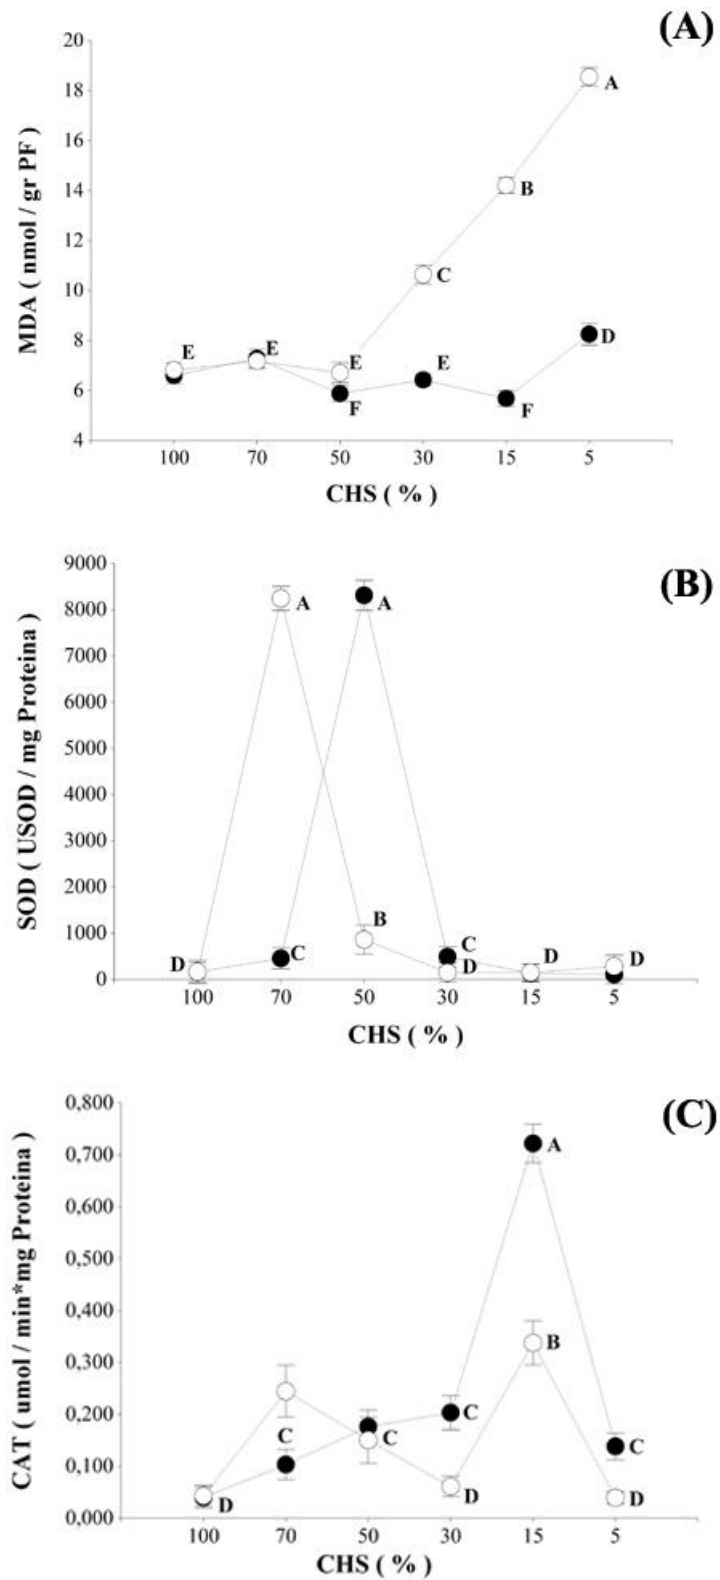 (A)
20
18
16
14
12
10
8
6
4
MDA ( nmol / gr PF )
A
B
C
D
E
E
E
E
F
F
100 70 50 30 15 5
CHS ( % )
(B)
9000
8000
7000
6000
5000
4000
3000
2000
1000
0
SOD ( USOD / mg Proteina )
A A
B
D C C D D
D
100 70 50 30 15 5
CHS ( % )
(C)
0,800
0,700
0,600
0,500
0,400
0,300
0,200
0,100
0,000
CAT ( umol / min*mg Proteina )
A
B
C C C C
D D D
100 70 50 30 15 5
CHS ( % )